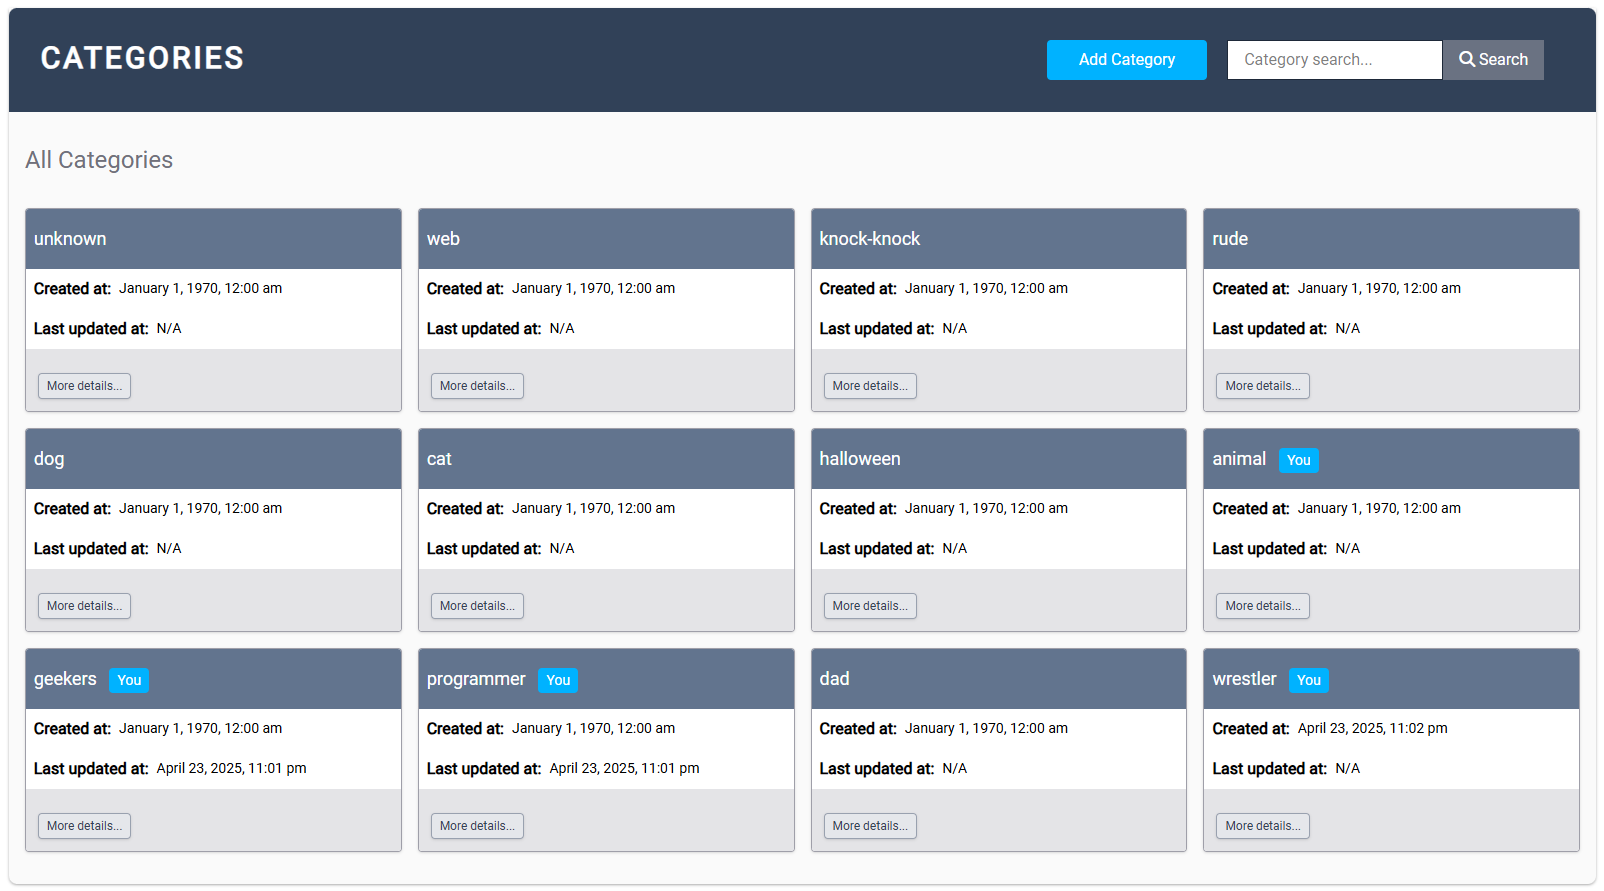 CATEGORIES
Add Category
Category search...
Search
All Categories
unknown
Created at: January 1, 1970, 12:00 am
Last updated at: N/A
More details...
web
Created at: January 1, 1970, 12:00 am
Last updated at: N/A
More details...
knock-knock
Created at: January 1, 1970, 12:00 am
Last updated at: N/A
More details...
rude
Created at: January 1, 1970, 12:00 am
Last updated at: N/A
More details...
dog
Created at: January 1, 1970, 12:00 am
Last updated at: N/A
More details...
cat
Created at: January 1, 1970, 12:00 am
Last updated at: N/A
More details...
halloween
Created at: January 1, 1970, 12:00 am
Last updated at: N/A
More details...
animal You
Created at: January 1, 1970, 12:00 am
Last updated at: N/A
More details...
geekers You
Created at: January 1, 1970, 12:00 am
Last updated at: April 23, 2025, 11:01 pm
More details...
programmer You
Created at: January 1, 1970, 12:00 am
Last updated at: April 23, 2025, 11:01 pm
More details...
dad
Created at: January 1, 1970, 12:00 am
Last updated at: N/A
More details...
wrestler You
Created at: April 23, 2025, 11:02 pm
Last updated at: N/A
More details...